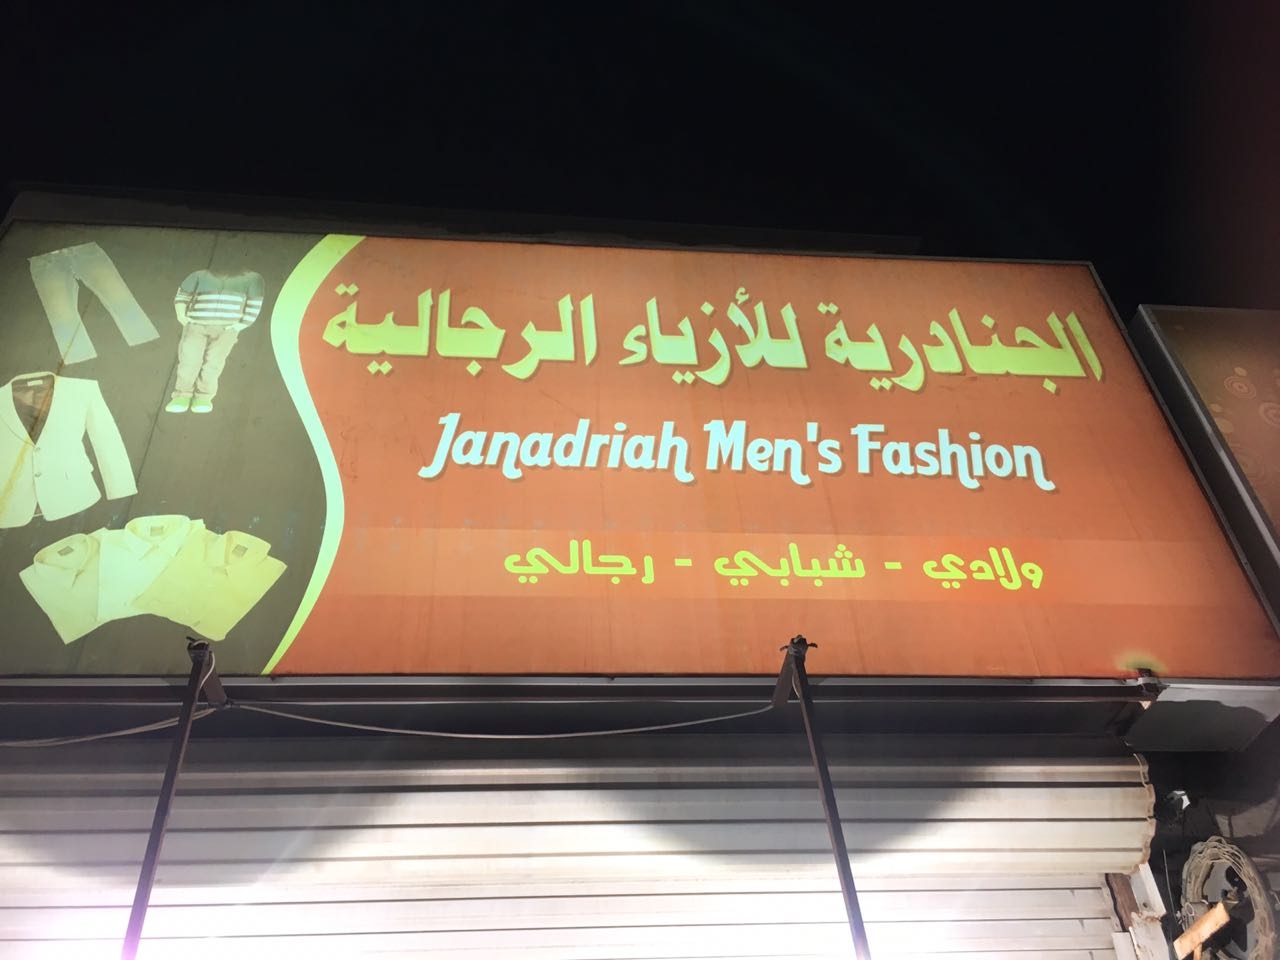 الجنادرية للأزياء الرجالية
Janadriah Men's Fashion
ولادي - شبابي - رجالي